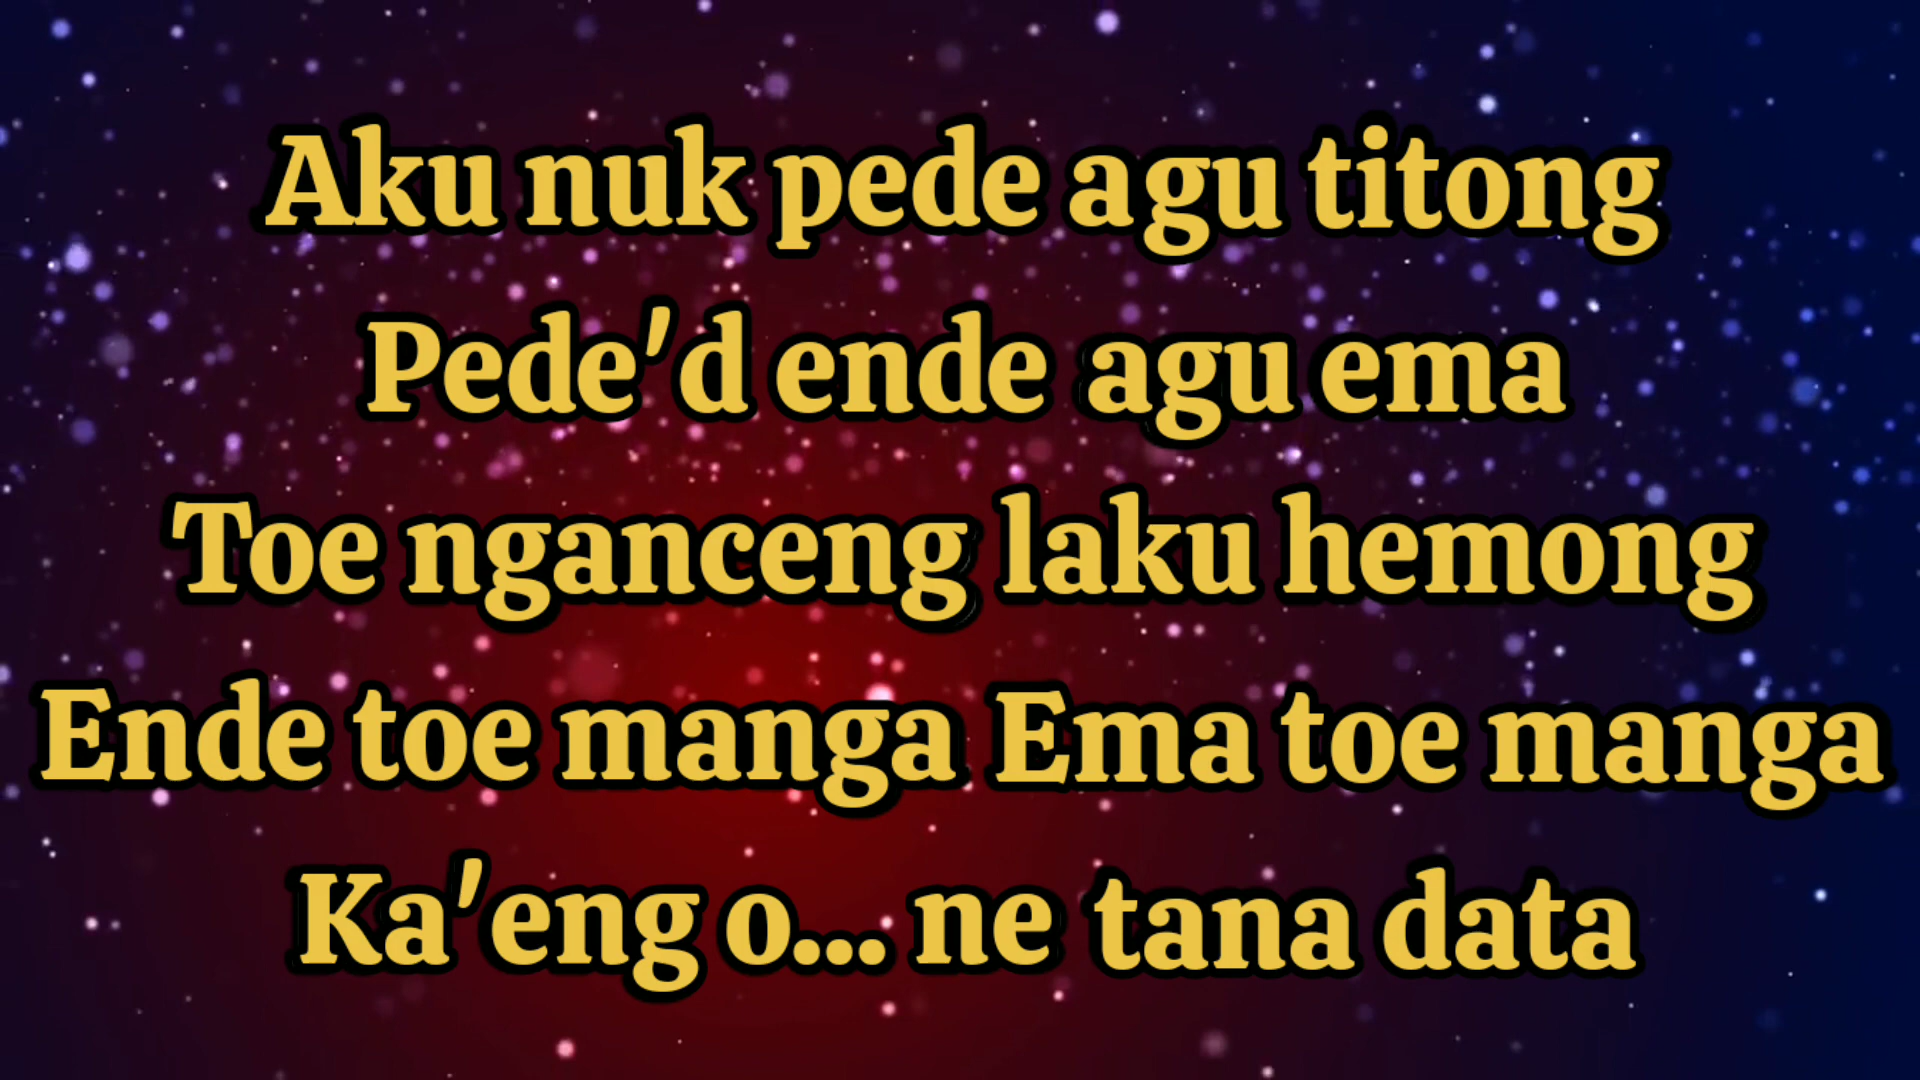 Aku nuk pede agu titong
Pede'd ende agu ema
Toe nganceng laku hemong
Ende toe manga Ema toe manga
Ka'eng o... ne tana data